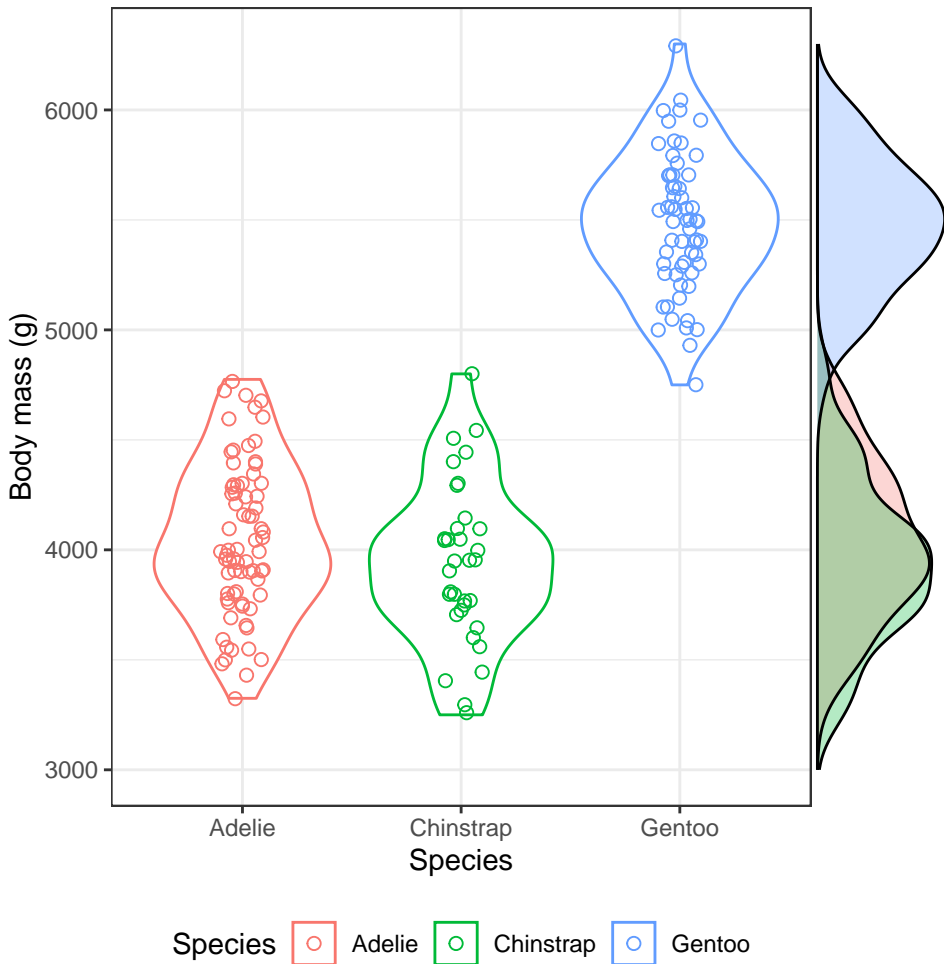 Body mass (g)
6000
5000
4000
3000
Adelie Chinstrap Gentoo
Species
Species Adelie Chinstrap Gentoo